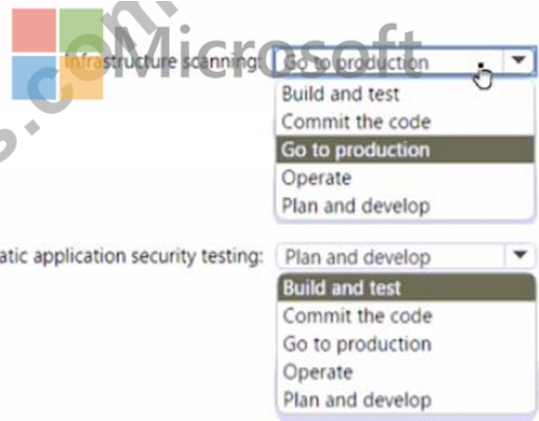 Microsoft
Infrastructure scanning: Go to production
Build and test
Commit the code
Go to production
Operate
Plan and develop
atic application security testing: Plan and develop
Build and test
Commit the code
Go to production
Operate
Plan and develop
s.com